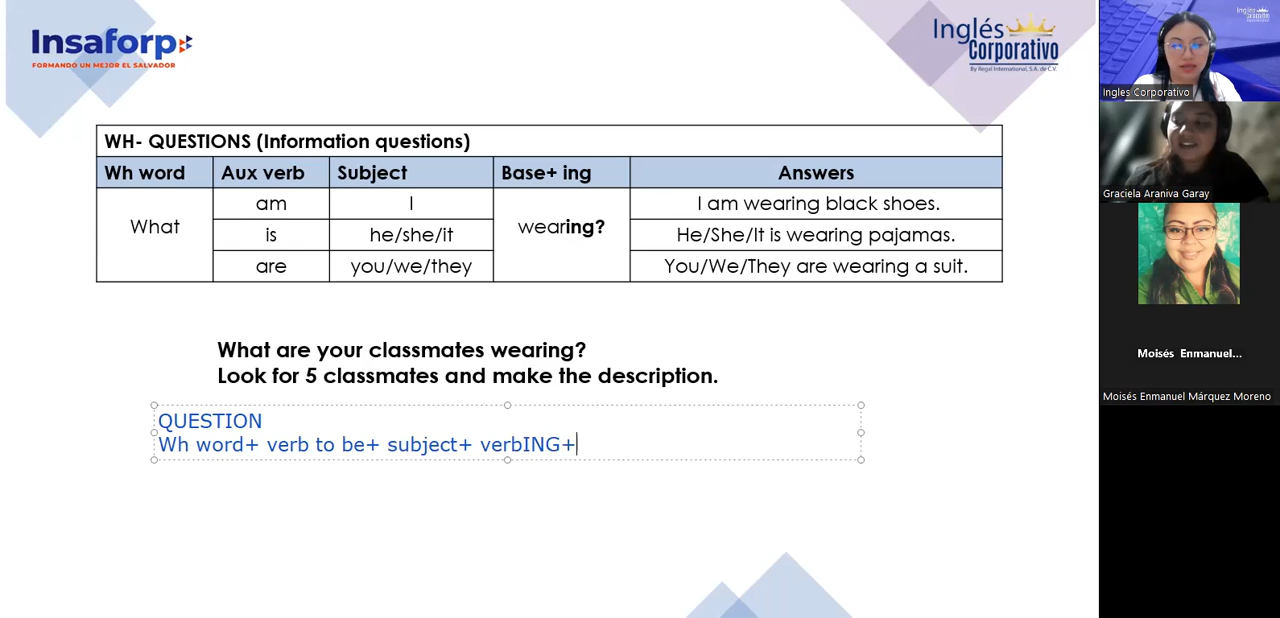 Insaforp
FORMANDO UN MEJOR EL SALVADOR
Inglés
Corporativo
By Regal International, S.A. de C.V.
WH- QUESTIONS (Information questions)
Wh word Aux verb Subject Base+ ing Answers
What am I wearing? I am wearing black shoes.
is he/she/it He/She/It is wearing pajamas.
are you/we/they You/We/They are wearing a suit.
What are your classmates wearing?
Look for 5 classmates and make the description.
QUESTION
Wh word+ verb to be+ subject+ verbING+
Inglés
Corporativo
Ingles Corporativo
Graciela Araniva Garay
Moisés Enmanuel...
Moisés Enmanuel Márquez Moreno